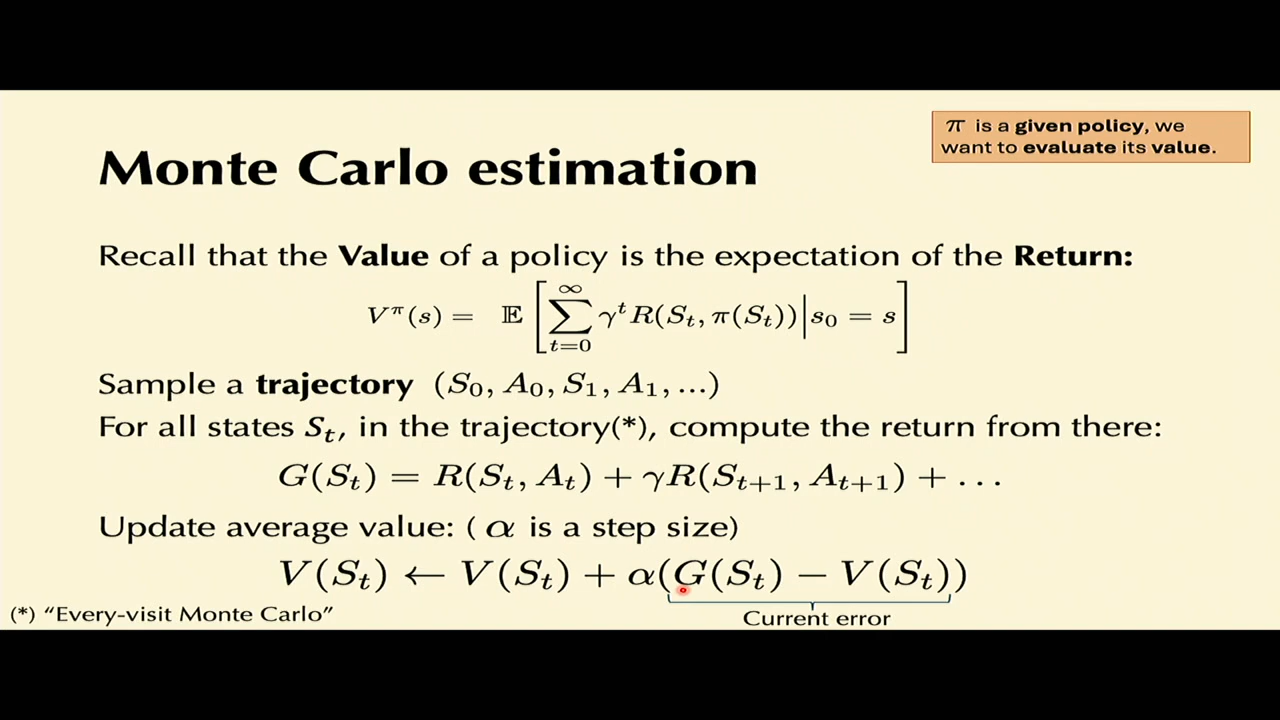 π is a given policy, we
want to evaluate its value.
Monte Carlo estimation
Recall that the Value of a policy is the expectation of the Return:
V^π(s) = 𝔼 [ ∑_{t=0}^{∞} γ^t R(S_t, π(S_t)) | s_0 = s ]
Sample a trajectory (S_0, A_0, S_1, A_1, ...)
For all states S_t, in the trajectory(*), compute the return from there:
G(S_t) = R(S_t, A_t) + γR(S_{t+1}, A_{t+1}) + ...
Update average value: ( α is a step size)
V(S_t) ← V(S_t) + α(G(S_t) − V(S_t))
(*) “Every-visit Monte Carlo”
Current error